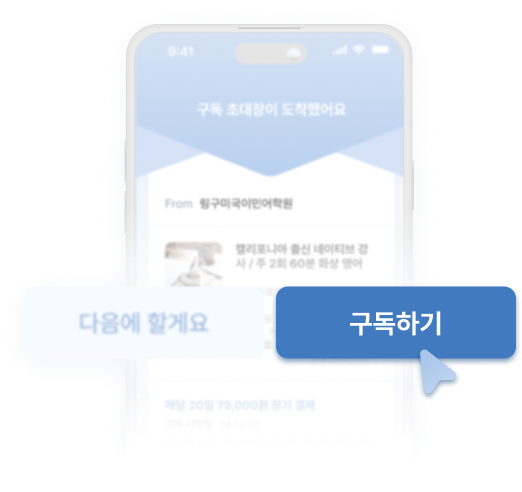 9:41
구독 초대장이 도착했어요
From 링구미국이민어학원
캘리포니아 출신 네이티브 강
사 / 주 2회 60분 화상 영어
다음에 할게요
구독하기
매달 20일 79,000원 정기 결제